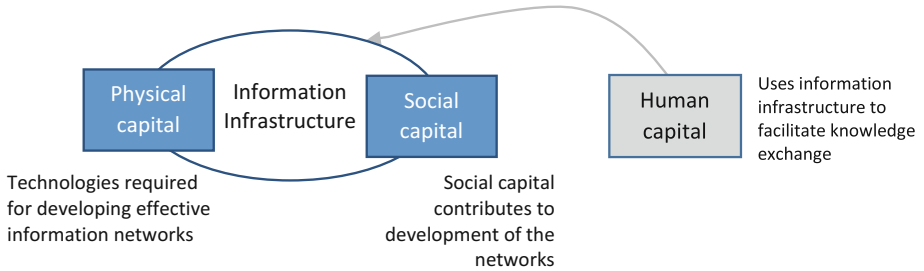 Physical
capital
Information
Infrastructure
Social
capital
Human
capital
Uses information
infrastructure to
facilitate knowledge
exchange
Technologies required
for developing effective
information networks
Social capital
contributes to
development of the
networks